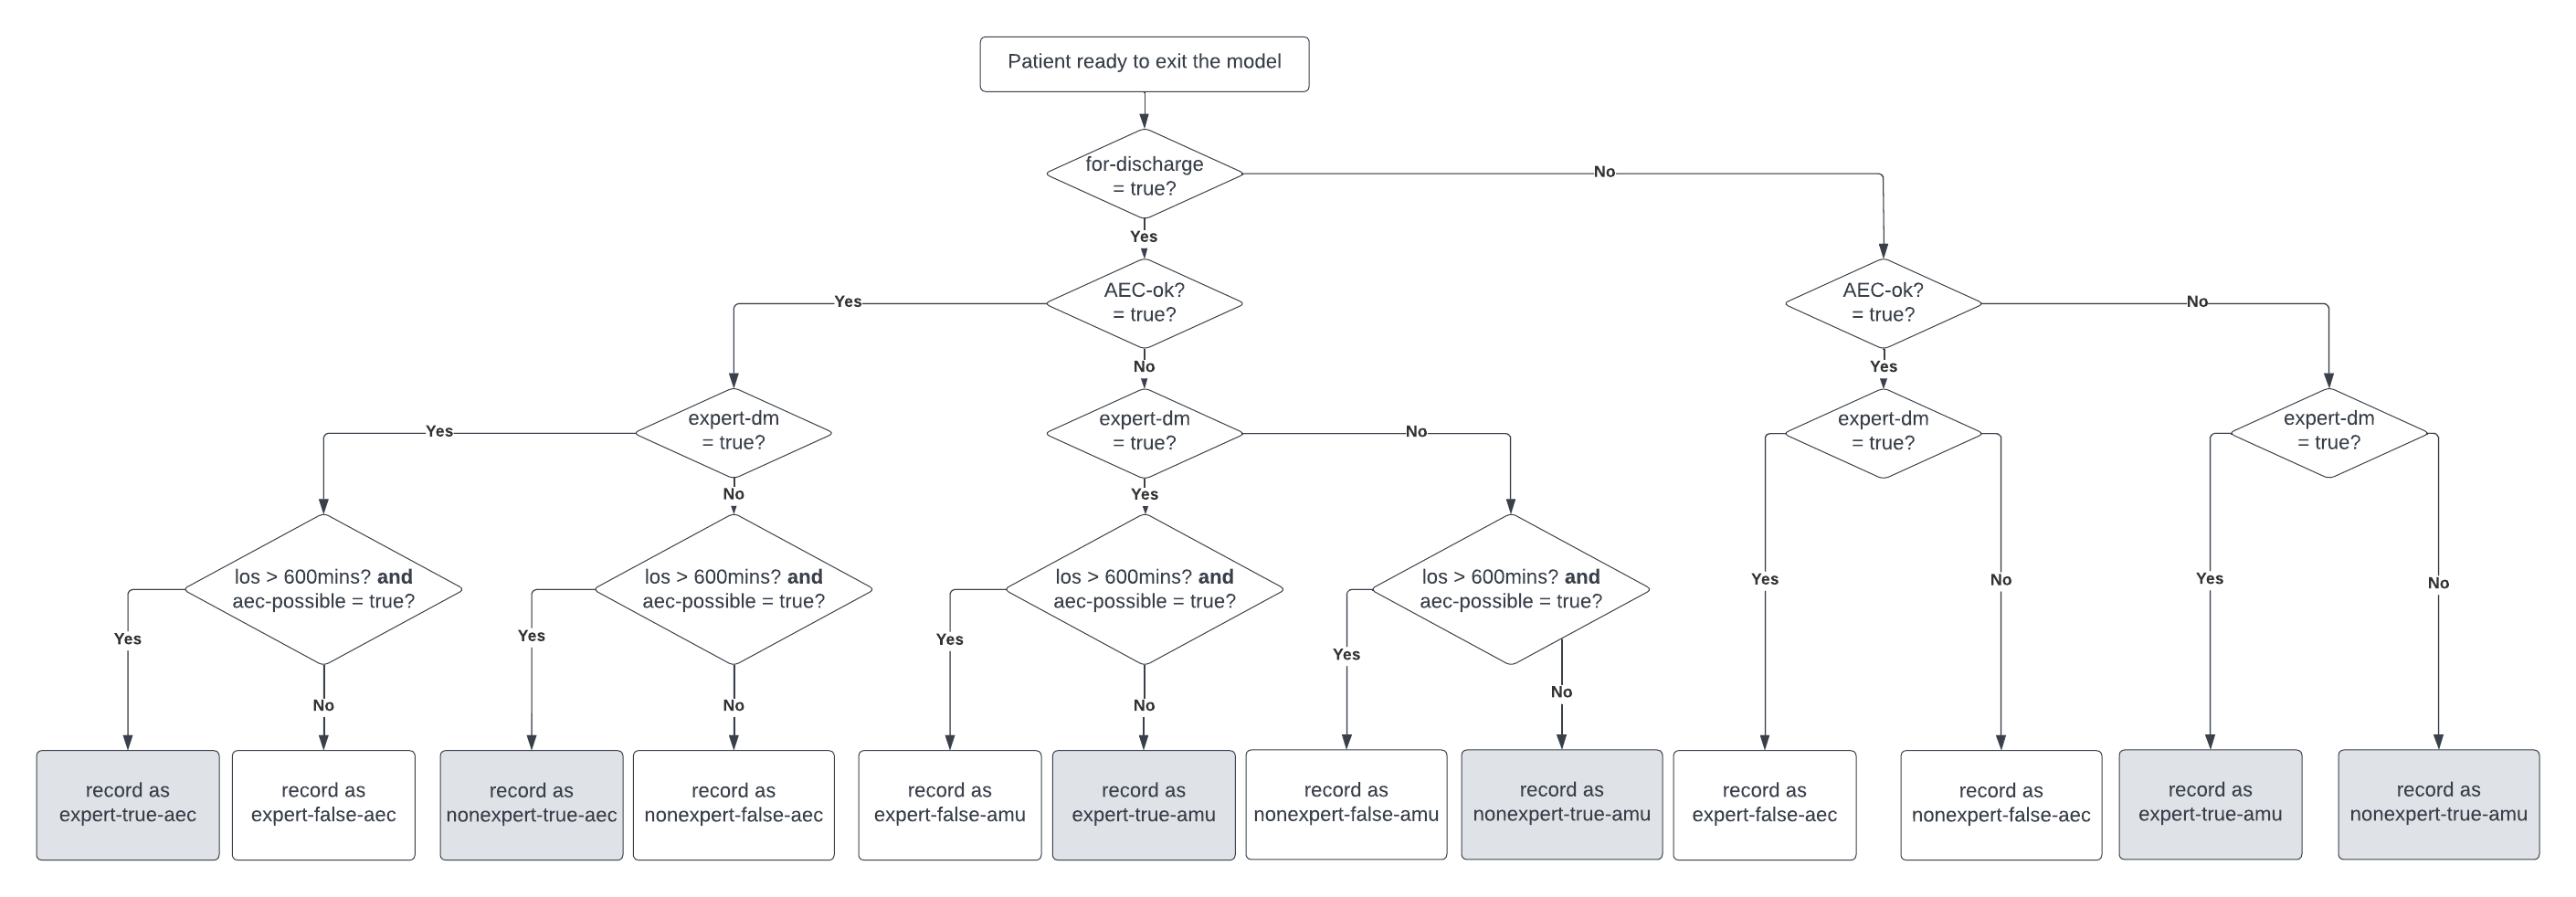 Patient ready to exit the model
for-discharge
= true?
No
Yes
AEC-ok?
= true?
AEC-ok?
= true?
Yes
No
No
Yes
expert-dm
= true?
expert-dm
= true?
expert-dm
= true?
expert-dm
= true?
Yes
No
No
Yes
los > 600mins? and
aec-possible = true?
los > 600mins? and
aec-possible = true?
los > 600mins? and
aec-possible = true?
los > 600mins? and
aec-possible = true?
Yes
No
Yes
No
Yes
Yes
Yes
Yes
No
No
No
No
record as
expert-true-aec
record as
expert-false-aec
record as
nonexpert-true-aec
record as
nonexpert-false-aec
record as
expert-false-amu
record as
expert-true-amu
record as
nonexpert-false-amu
record as
nonexpert-true-amu
record as
expert-false-aec
record as
nonexpert-false-aec
record as
expert-true-amu
record as
nonexpert-true-amu